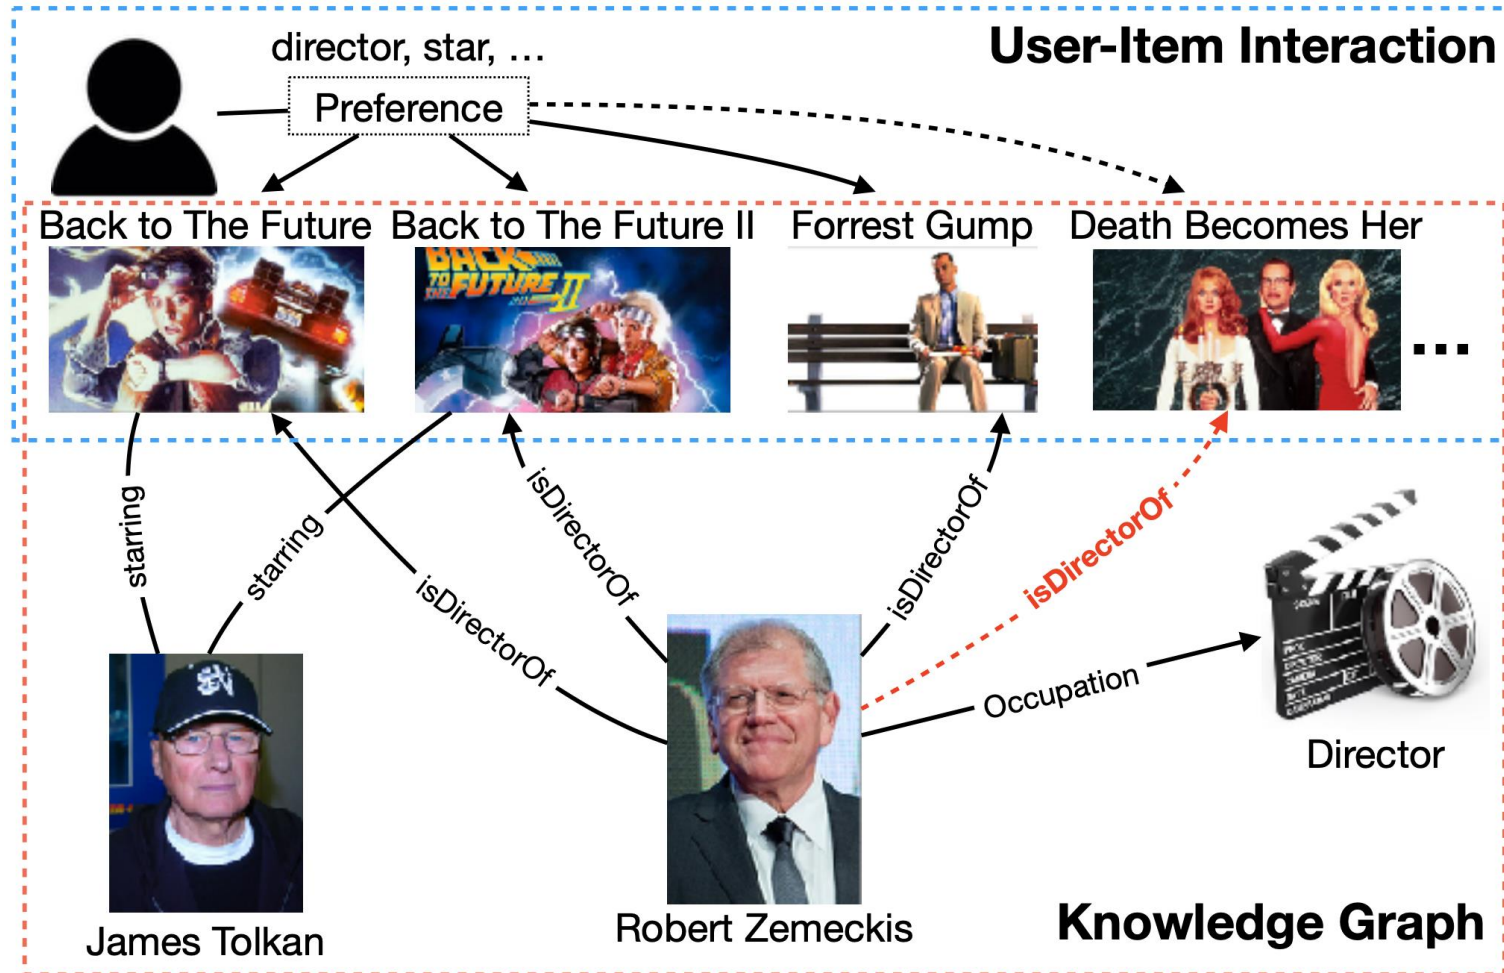 director, star, ...
User-Item Interaction
Preference
Back to The Future
Back to The Future II
Forrest Gump
Death Becomes Her
BACK
TO THE FUTURE
II
...
starring
starring
isDirectorOf
isDirectorOf
isDirectorOf
isDirectorOf
Occupation
Director
James Tolkan
Robert Zemeckis
Knowledge Graph